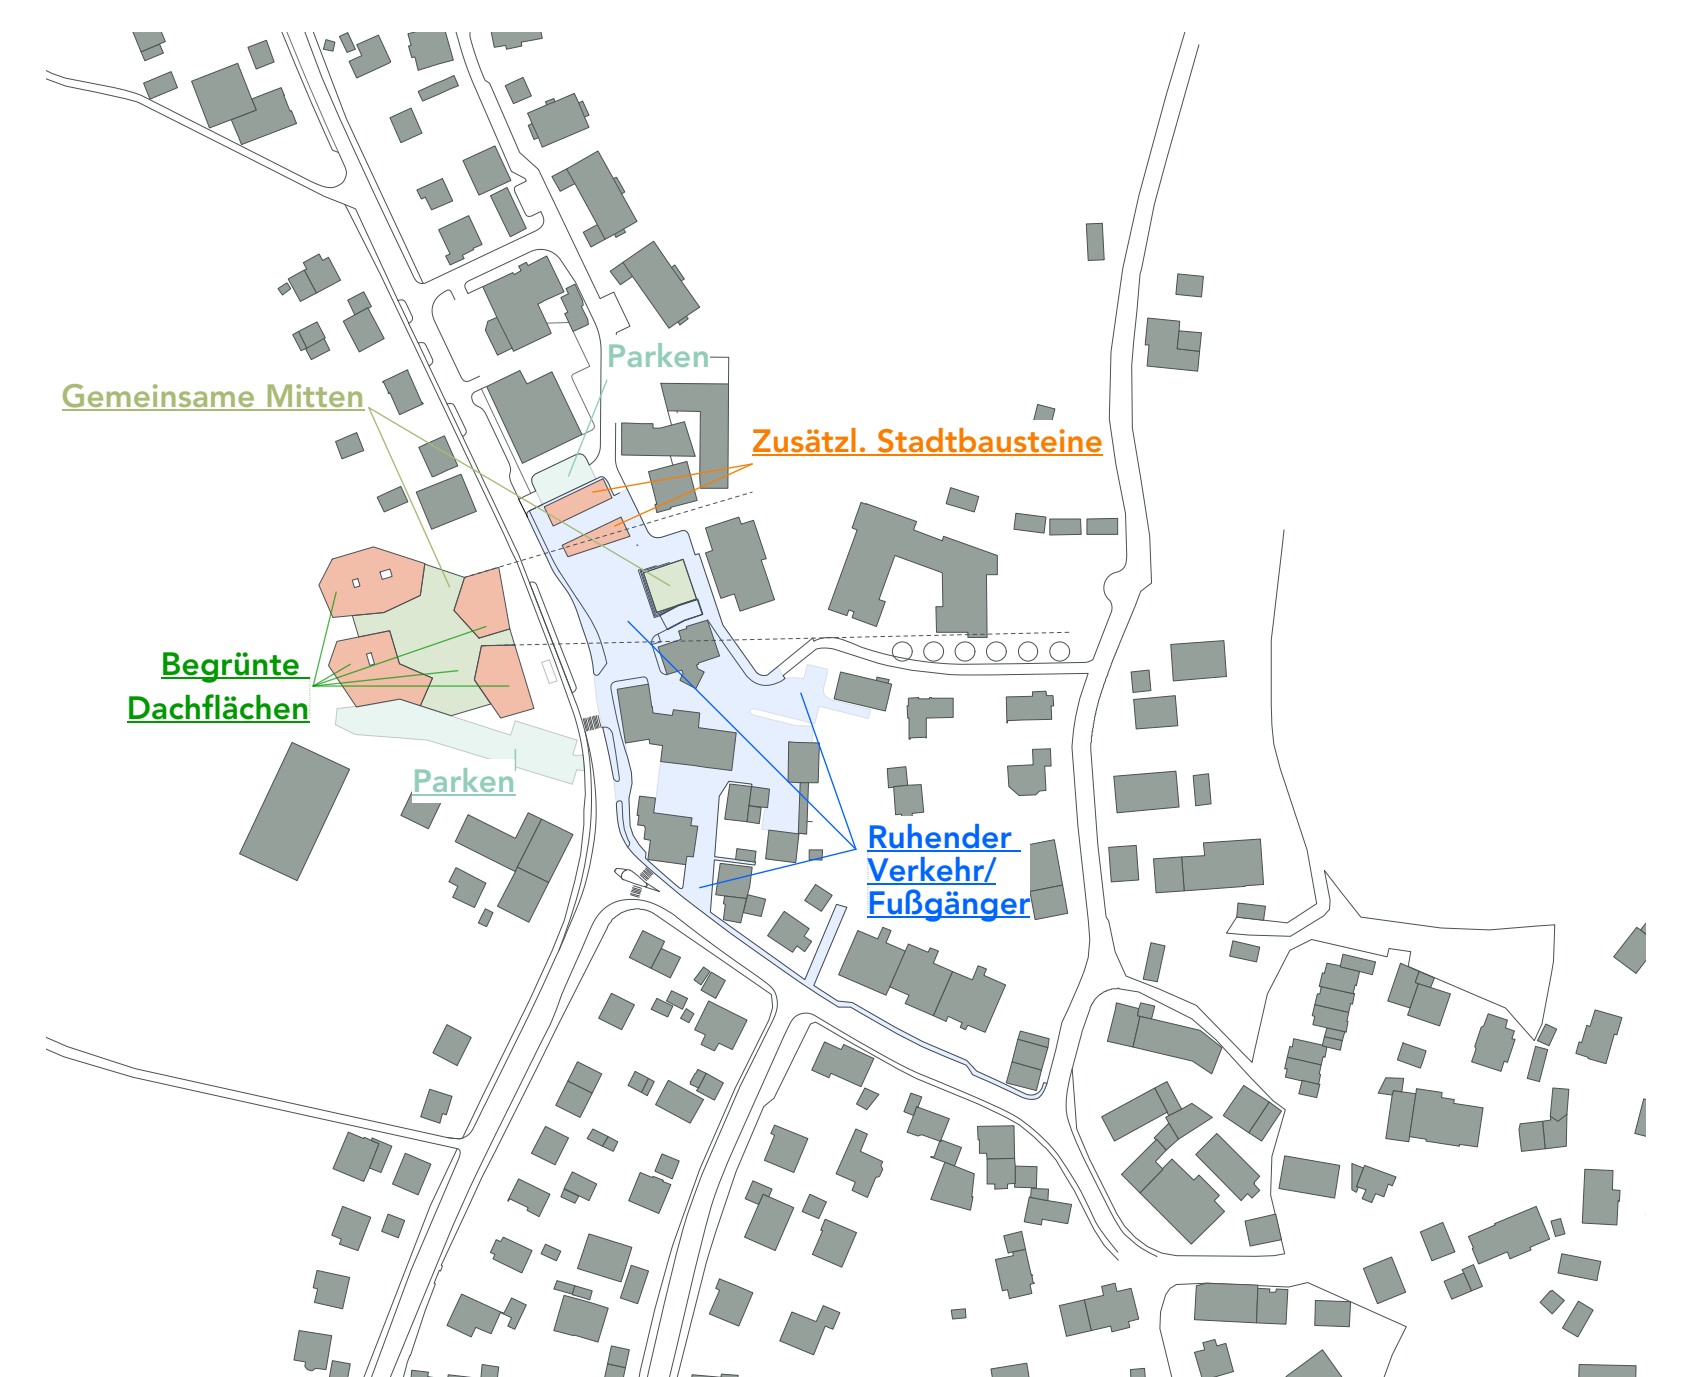 Parken
Gemeinsame Mitten
Zusätzl. Stadtbausteine
Begrünte
Dachflächen
Parken
Ruhender
Verkehr/
Fußgänger